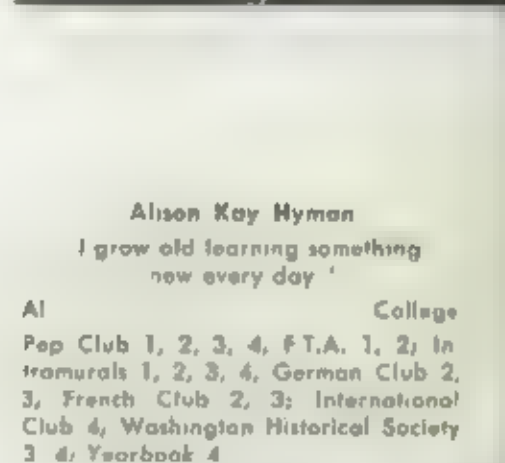 Alison Kay Hyman
I grow old learning something
new every day '
Al College
Pep Club 1, 2, 3, 4, F.T.A. 1, 2; In
tramurals 1, 2, 3, 4, German Club 2,
3, French Club 2, 3; International
Club 4, Washington Historical Society
3 4; Yearbook 4